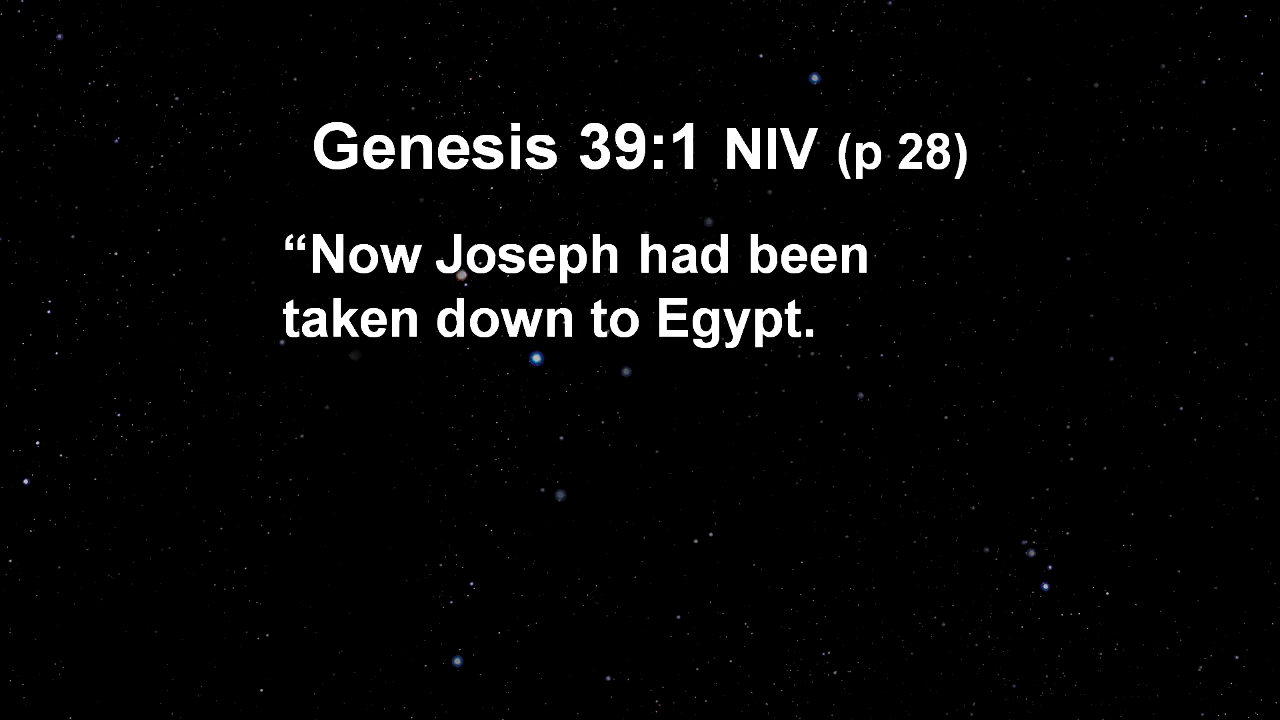 Genesis 39:1 NIV (p 28)
“Now Joseph had been
taken down to Egypt.